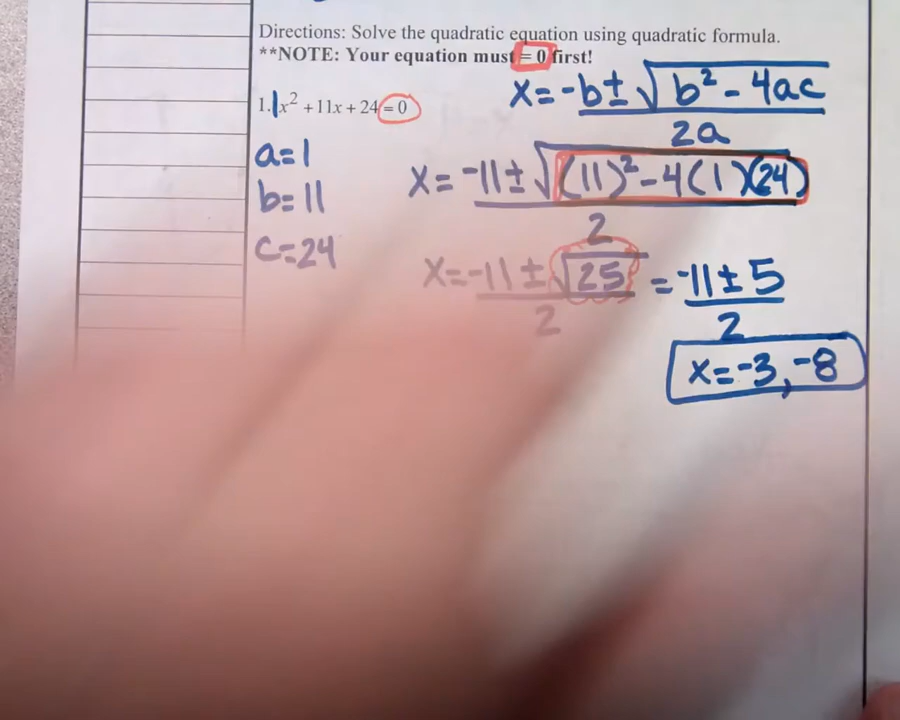 Directions: Solve the quadratic equation using quadratic formula.
**NOTE: Your equation must = 0 first!
x = -b ± √b² - 4ac
2a
1. 1x² + 11x + 24 = 0
a = 1
b = 11
c = 24
x = -11 ± √(11)² - 4(1)(24)
2
x = -11 ± √25 = -11 ± 5
2 2
x = -3, -8